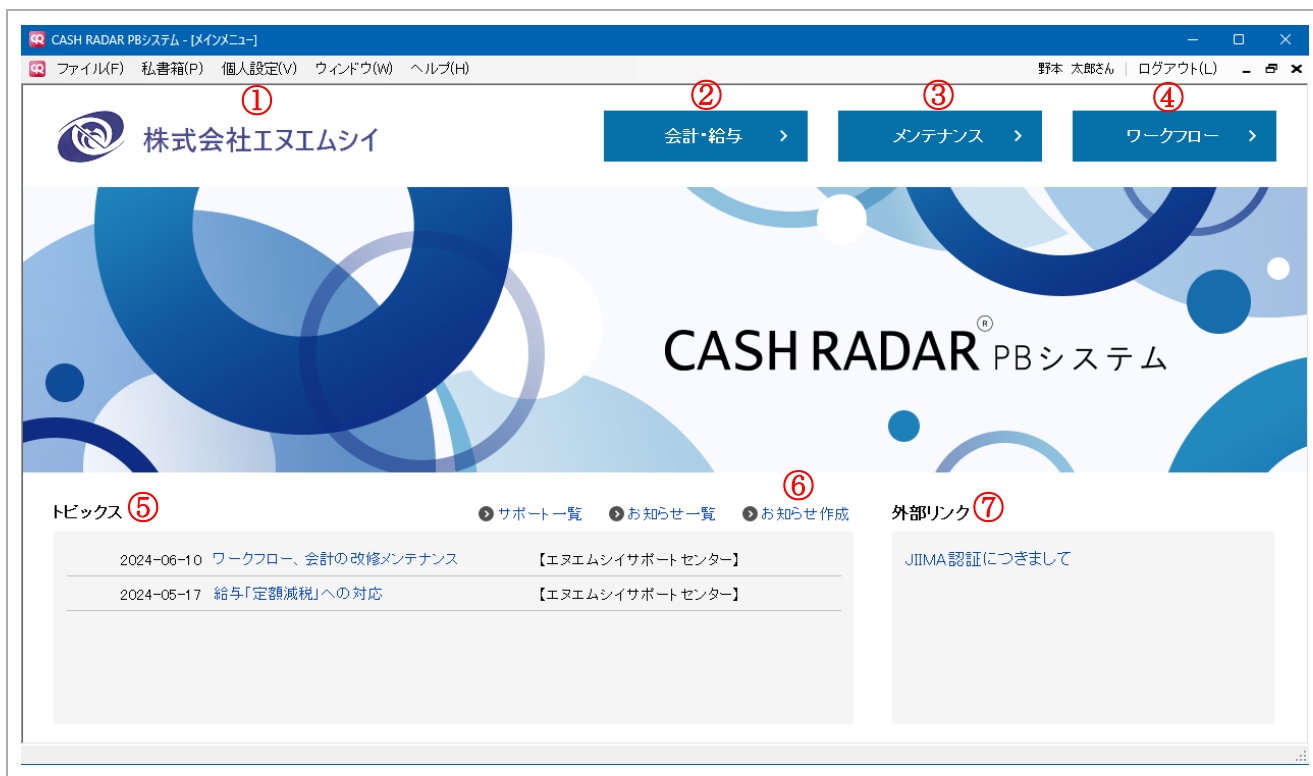 CASH RADAR PBシステム - [メインメニュー]
ファイル(F) 私書箱(P) 個人設定(V) ウィンドウ(W) ヘルプ(H) 野本 太郎さん | ログアウト(L)
① ② ③ ④
株式会社エヌエムシイ 会計・給与 メンテナンス ワークフロー
CASH RADAR® PBシステム
⑥
トピックス ⑤ サポート一覧 お知らせ一覧 お知らせ作成 外部リンク ⑦
2024-06-10 ワークフロー、会計の改修メンテナンス 【エヌエムシイサポートセンター】 JIIMA認証につきまして
2024-05-17 給与「定額減税」への対応 【エヌエムシイサポートセンター】